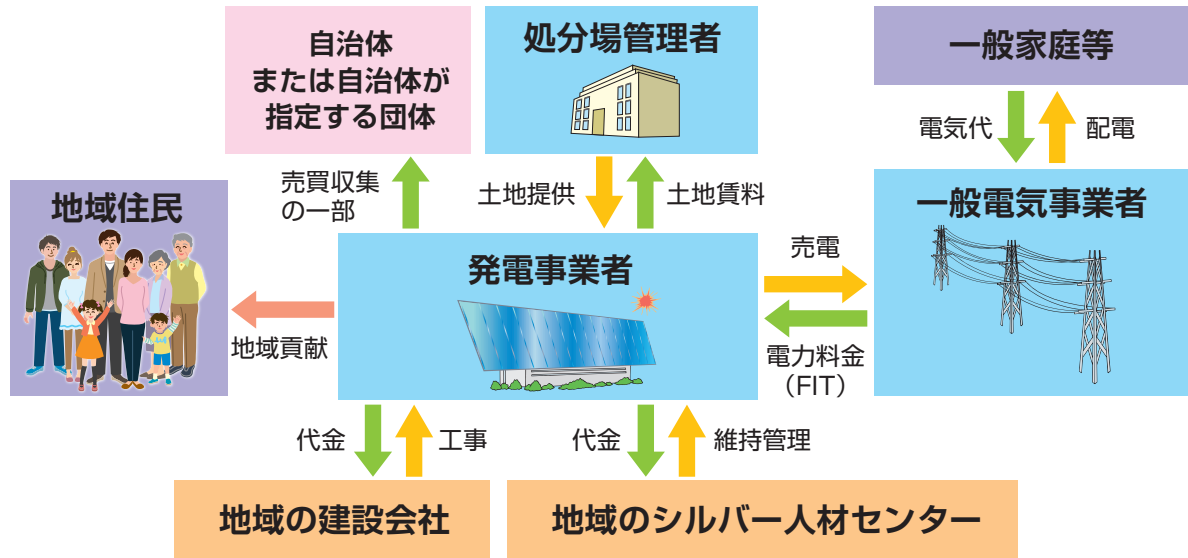 自治体
または自治体が
指定する団体
処分場管理者
一般家庭等
電気代
配電
売買収集
の一部
土地提供
土地賃料
地域住民
一般電気事業者
発電事業者
売電
地域貢献
電力料金
（FIT）
代金
工事
代金
維持管理
地域の建設会社
地域のシルバー人材センター